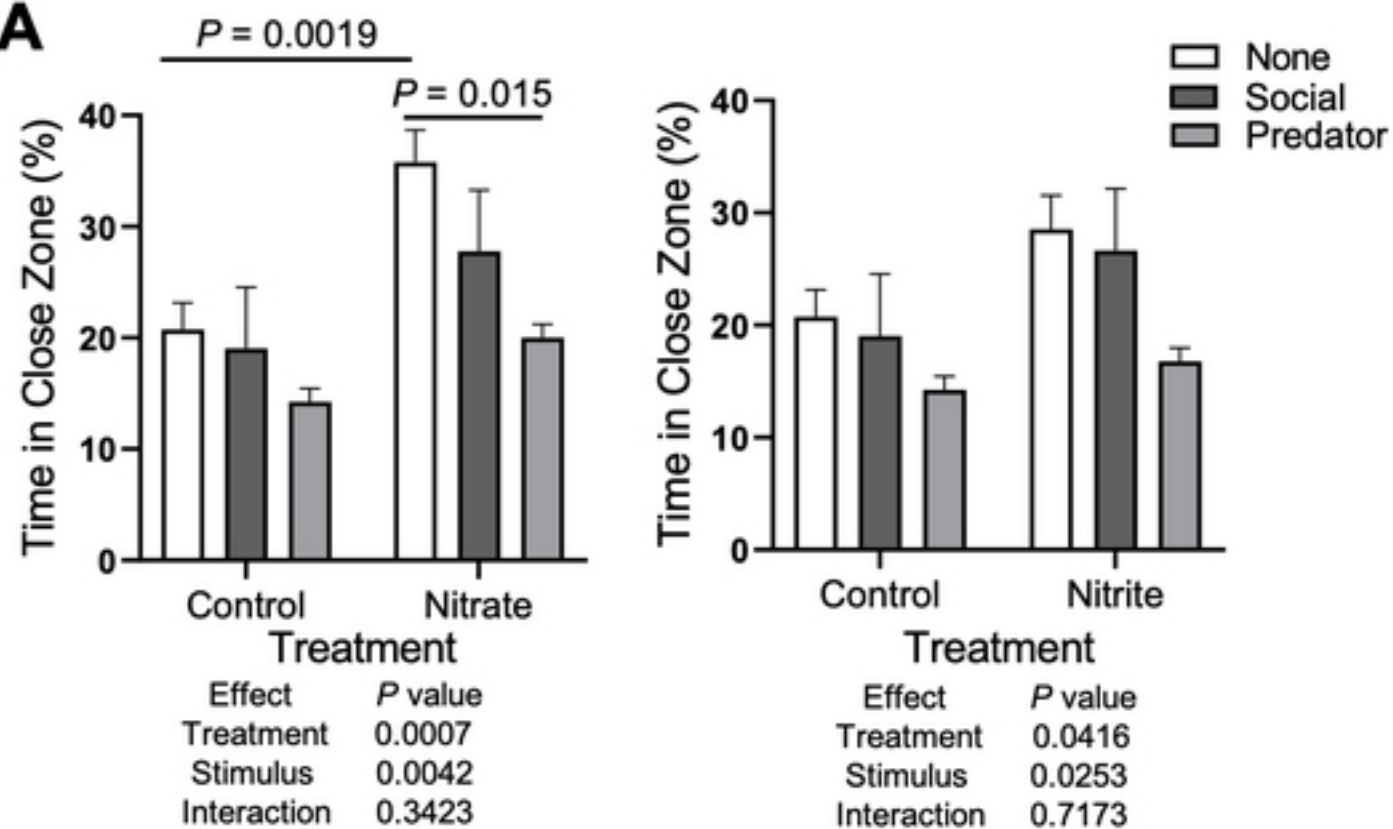 A
P = 0.0019
P = 0.015
Time in Close Zone (%)
40
30
20
10
0
Control
Nitrate
Treatment
Effect P value
Treatment 0.0007
Stimulus 0.0042
Interaction 0.3423
Time in Close Zone (%)
40
30
20
10
0
Control
Nitrite
Treatment
Effect P value
Treatment 0.0416
Stimulus 0.0253
Interaction 0.7173
None
Social
Predator